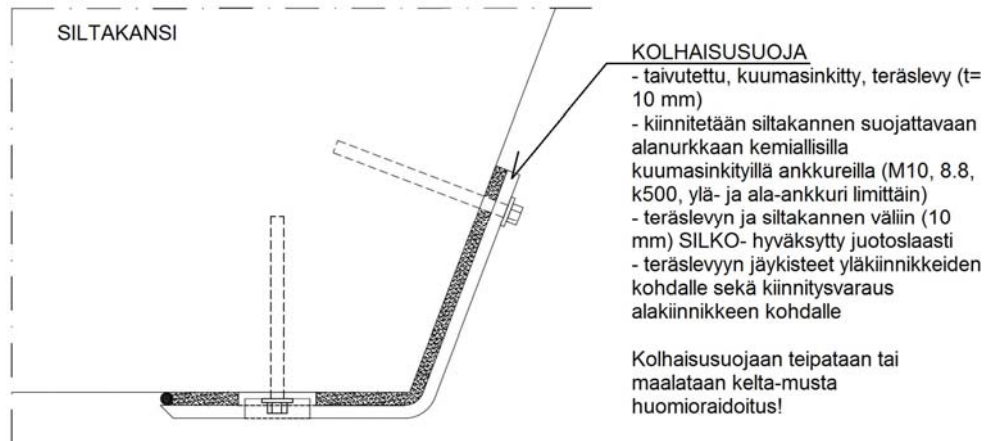 SILTAKANSI
KOLHAISUSUOJA
- taivutettu, kuumasinkitty, teräslevy (t=
10 mm)
- kiinnitetään siltakannen suojattavaan
alanurkkaan kemiallisilla
kuumasinkityillä ankkureilla (M10, 8.8,
k500, ylä- ja ala-ankkuri limittäin)
- teräslevyn ja siltakannen väliin (10
mm) SILKO- hyväksytty juotoslaasti
- teräslevyyn jäykisteet yläkiinnikkeiden
kohdalle sekä kiinnitysvaraus
alakiinnikkeen kohdalle
Kolhaisusuojaan teipataan tai
maalataan kelta-musta
huomioraidoitus!